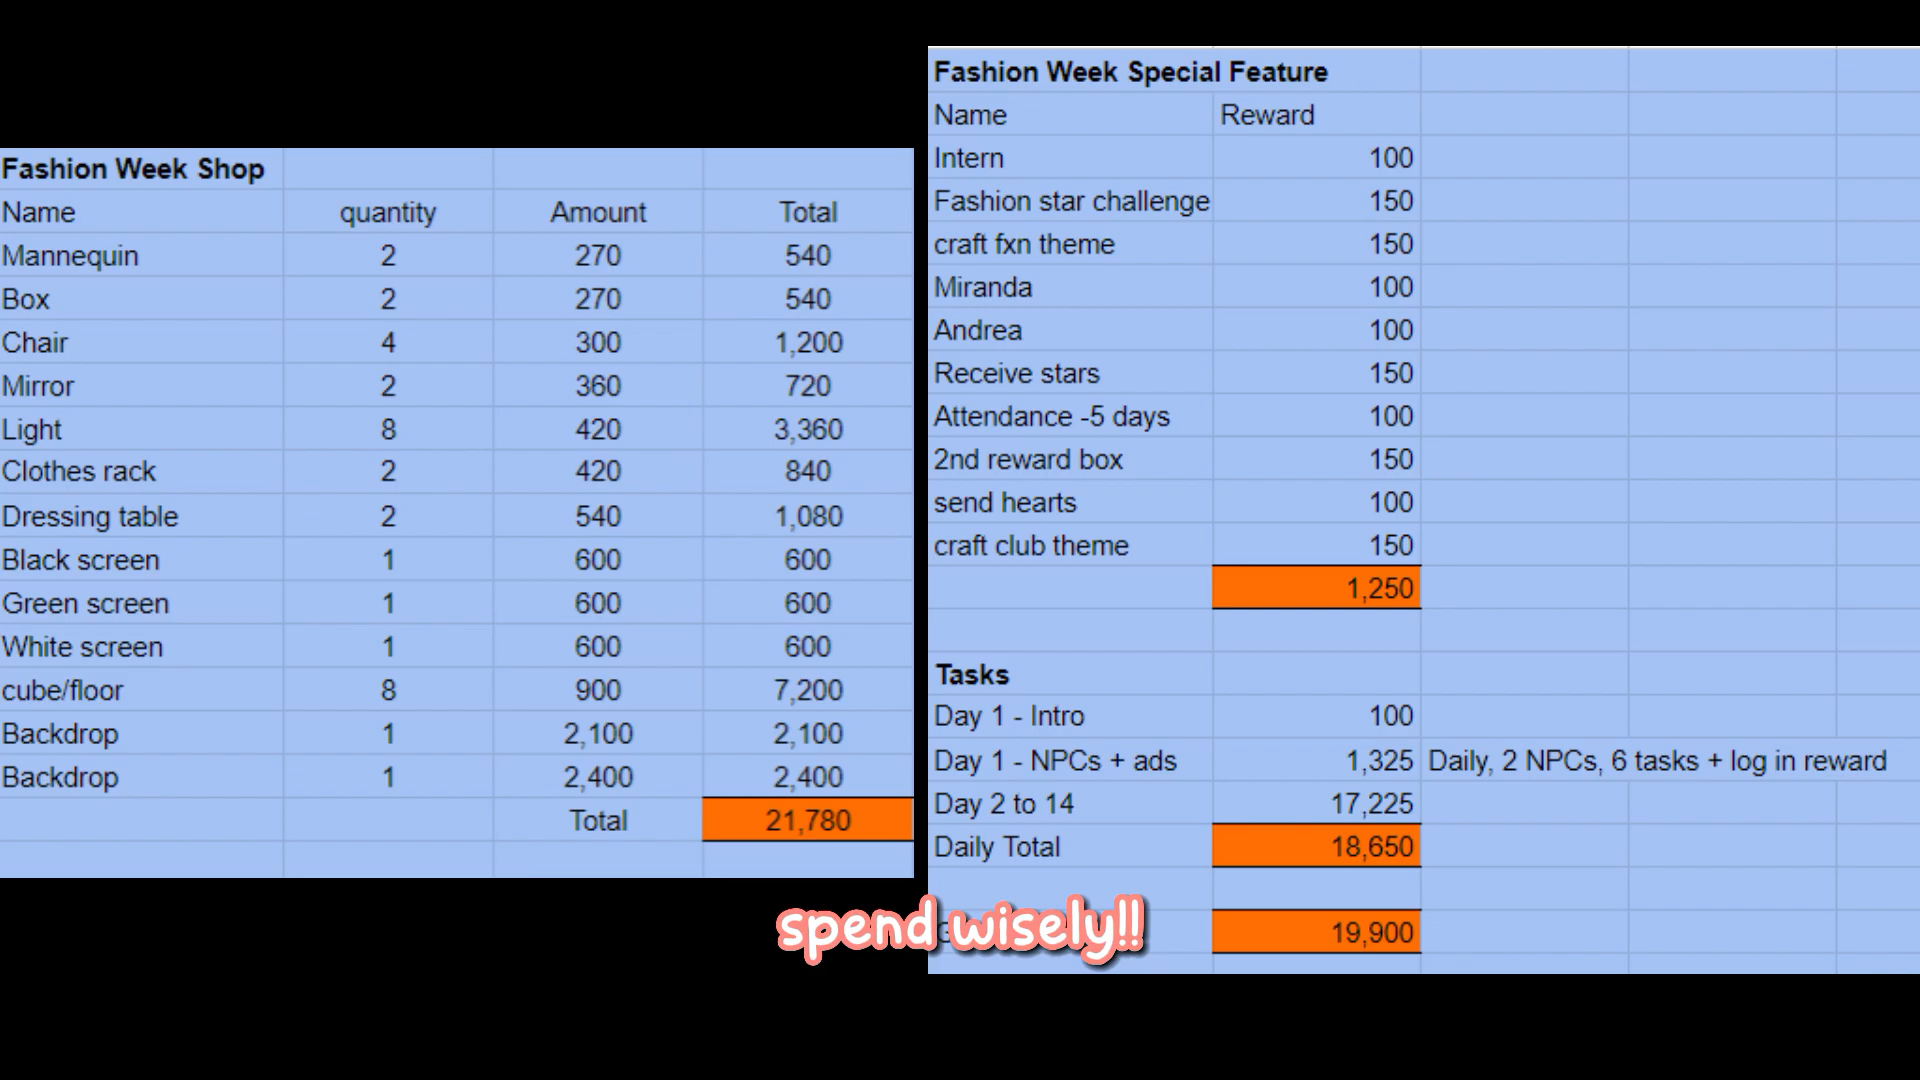 Fashion Week Shop
Name quantity Amount Total
Mannequin 2 270 540
Box 2 270 540
Chair 4 300 1,200
Mirror 2 360 720
Light 8 420 3,360
Clothes rack 2 420 840
Dressing table 2 540 1,080
Black screen 1 600 600
Green screen 1 600 600
White screen 1 600 600
cube/floor 8 900 7,200
Backdrop 1 2,100 2,100
Backdrop 1 2,400 2,400
Total 21,780
Fashion Week Special Feature
Name Reward
Intern 100
Fashion star challenge 150
craft fxn theme 150
Miranda 100
Andrea 100
Receive stars 150
Attendance -5 days 100
2nd reward box 150
send hearts 100
craft club theme 150
1,250
Tasks
Day 1 - Intro 100
Day 1 - NPCs + ads 1,325 Daily, 2 NPCs, 6 tasks + log in reward
Day 2 to 14 17,225
Daily Total 18,650
19,900
spend wisely!!